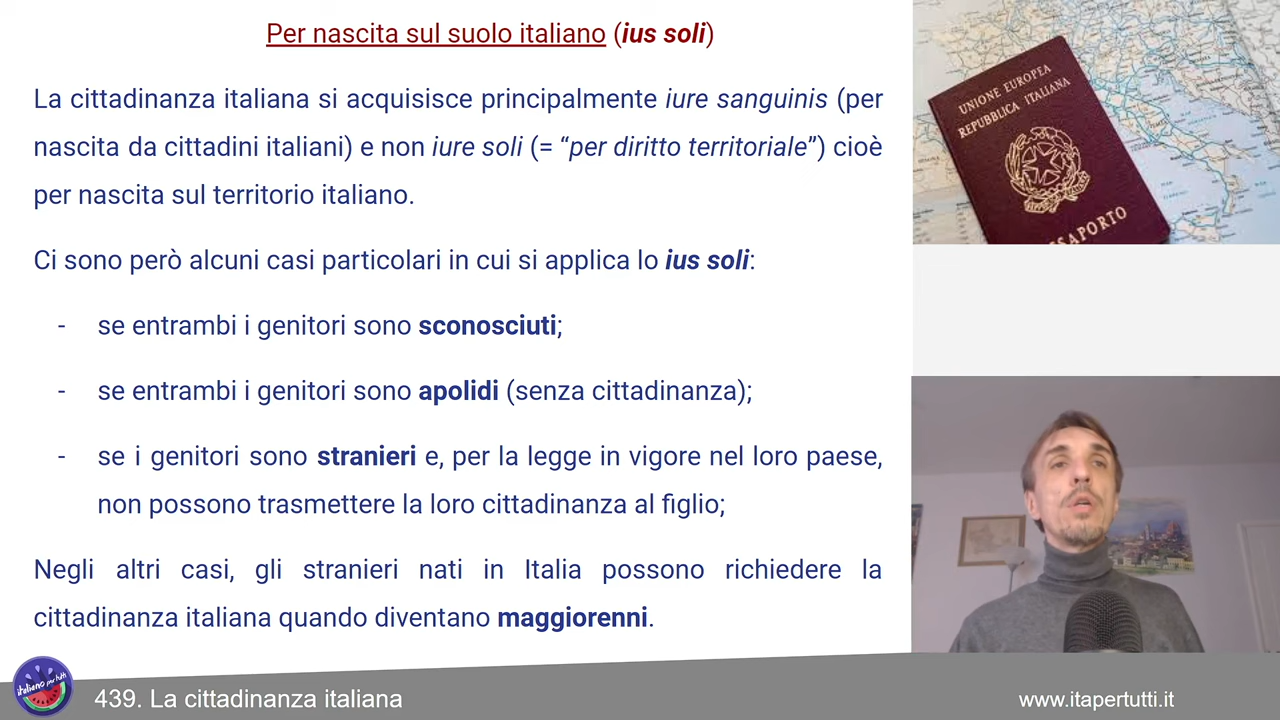 Per nascita sul suolo italiano (ius soli)
La cittadinanza italiana si acquisisce principalmente iure sanguinis (per
nascita da cittadini italiani) e non iure soli (= “per diritto territoriale”) cioè
per nascita sul territorio italiano.
Ci sono però alcuni casi particolari in cui si applica lo ius soli:
- se entrambi i genitori sono sconosciuti;
- se entrambi i genitori sono apolidi (senza cittadinanza);
- se i genitori sono stranieri e, per la legge in vigore nel loro paese,
non possono trasmettere la loro cittadinanza al figlio;
Negli altri casi, gli stranieri nati in Italia possono richiedere la
cittadinanza italiana quando diventano maggiorenni.
UNIONE EUROPEA
REPUBBLICA ITALIANA
SSAPORTO
italiano per tutti
439. La cittadinanza italiana
www.itapertutti.it